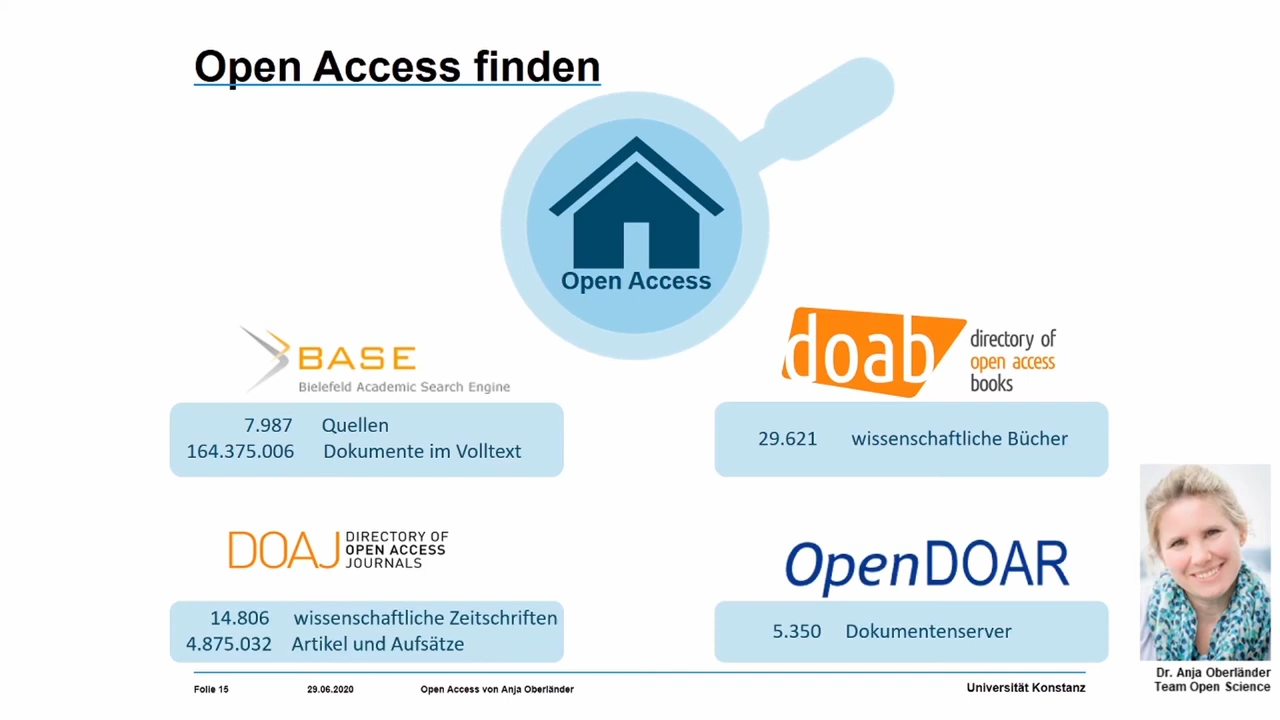 Open Access finden
Open Access
BASE
Bielefeld Academic Search Engine
7.987 Quellen
164.375.006 Dokumente im Volltext
doab
directory of
open access
books
29.621 wissenschaftliche Bücher
DOAJ
DIRECTORY OF
OPEN ACCESS
JOURNALS
14.806 wissenschaftliche Zeitschriften
4.875.032 Artikel und Aufsätze
OpenDOAR
5.350 Dokumentenserver
Dr. Anja Oberländer
Team Open Science
Folie 15 29.06.2020 Open Access von Anja Oberländer Universität Konstanz